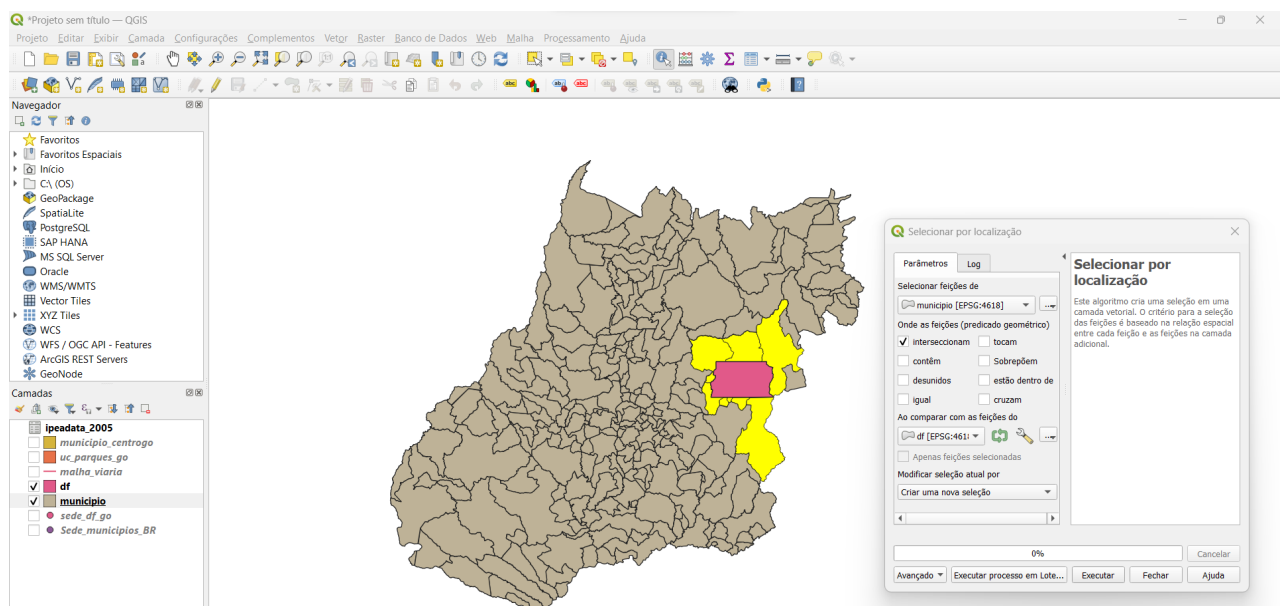 *Projeto sem título — QGIS
Projeto Editar Exibir Camada Configurações Complementos Vetor Raster Banco de Dados Web Malha Processamento Ajuda
Navegador
Favoritos
Favoritos Espaciais
Início
C:\ (OS)
GeoPackage
SpatiaLite
PostgreSQL
SAP HANA
MS SQL Server
Oracle
WMS/WMTS
Vector Tiles
XYZ Tiles
WCS
WFS / OGC API - Features
ArcGIS REST Servers
GeoNode
Camadas
ipeadata_2005
municipio_centrogo
uc_parques_go
malha_viaria
df
municipio
sede_df_go
Sede_municipios_BR
Selecionar por localização
Parâmetros Log
Selecionar feições de
municipio [EPSG:4618]
Onde as feições (predicado geométrico)
interseccionam tocam
contêm Sobrepõem
desunidos estão dentro de
igual cruzam
Ao comparar com as feições do
df [EPSG:461
Apenas feições selecionadas
Modificar seleção atual por
Criar uma nova seleção
Selecionar por
localização
Este algoritmo cria uma seleção em uma
camada vetorial. O critério para a seleção
das feições é baseado na relação espacial
entre cada feição e as feições na camada
adicional.
0%
Cancelar
Avançado Executar processo em Lote... Executar Fechar Ajuda